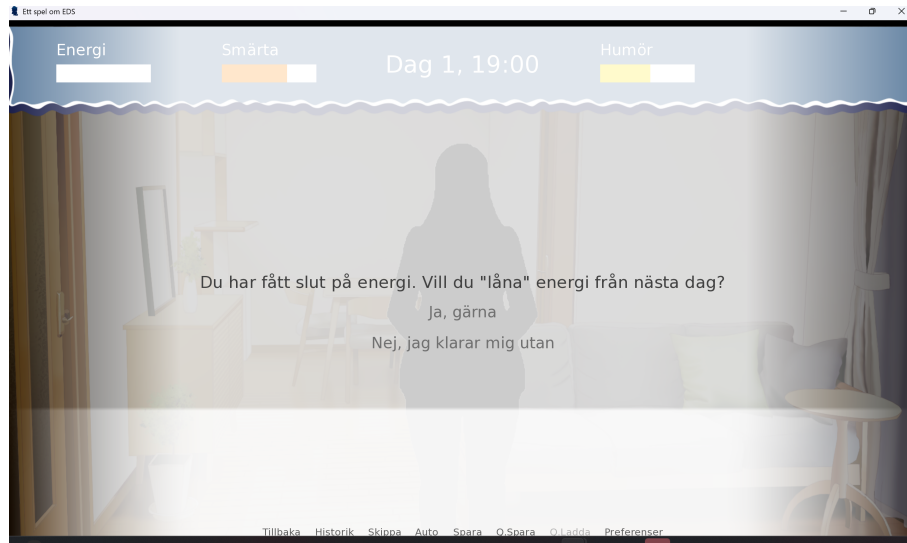 Ett spel om EDS
Energi
Smärta
Dag 1, 19:00
Humör
Du har fått slut på energi. Vill du "låna" energi från nästa dag?
Ja, gärna
Nej, jag klarar mig utan
Tillbaka Historik Skippa Auto Spara Q.Spara Q.Ladda Preferenser